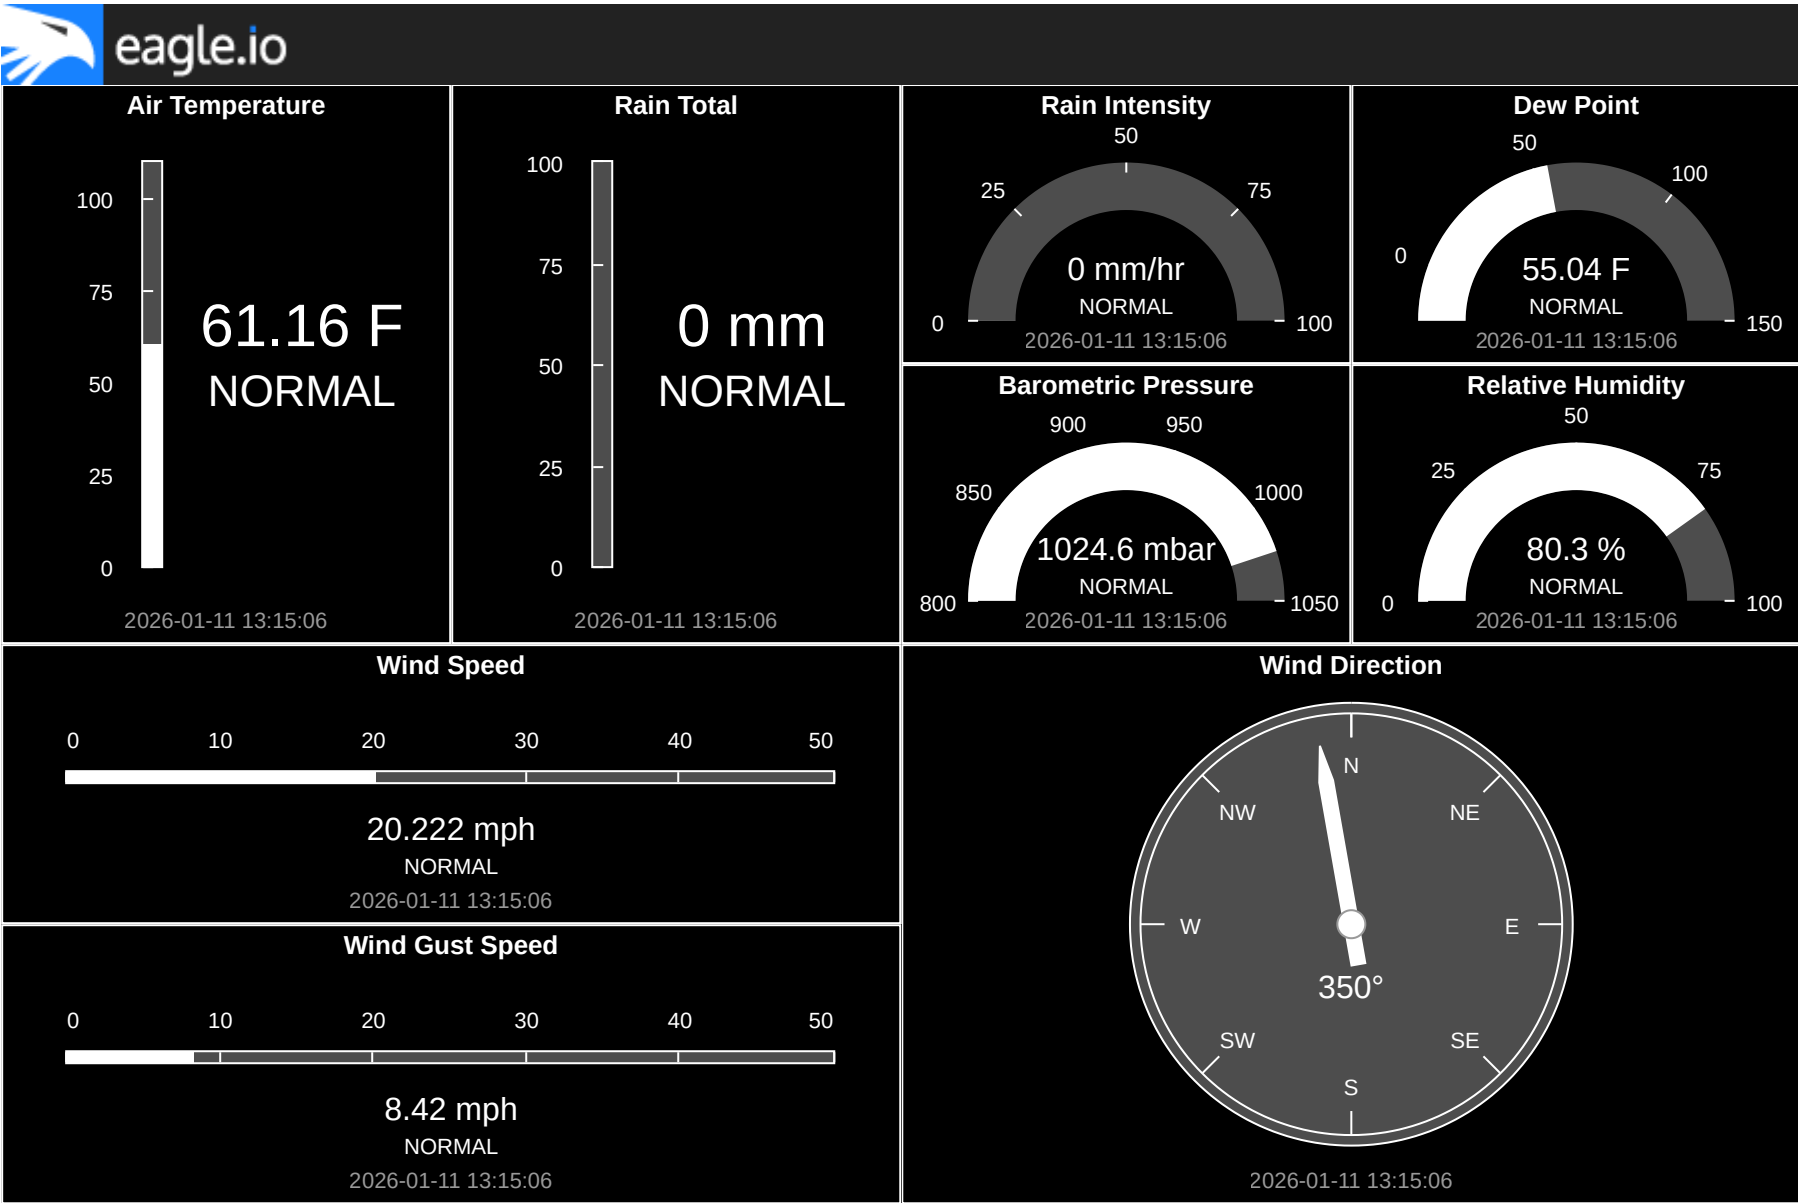 eagle.io
Air Temperature
100
75
50
25
0
61.16 F
NORMAL
2026-01-11 13:15:06
Rain Total
100
75
50
25
0
0 mm
NORMAL
2026-01-11 13:15:06
Rain Intensity
0
25
50
75
100
0 mm/hr
NORMAL
2026-01-11 13:15:06
Dew Point
0
50
100
150
55.04 F
NORMAL
2026-01-11 13:15:06
Barometric Pressure
800
850
900
950
1000
1050
1024.6 mbar
NORMAL
2026-01-11 13:15:06
Relative Humidity
0
25
50
75
100
80.3 %
NORMAL
2026-01-11 13:15:06
Wind Speed
0 10 20 30 40 50
20.222 mph
NORMAL
2026-01-11 13:15:06
Wind Gust Speed
0 10 20 30 40 50
8.42 mph
NORMAL
2026-01-11 13:15:06
Wind Direction
N
NW NE
W E
350°
SW SE
S
2026-01-11 13:15:06